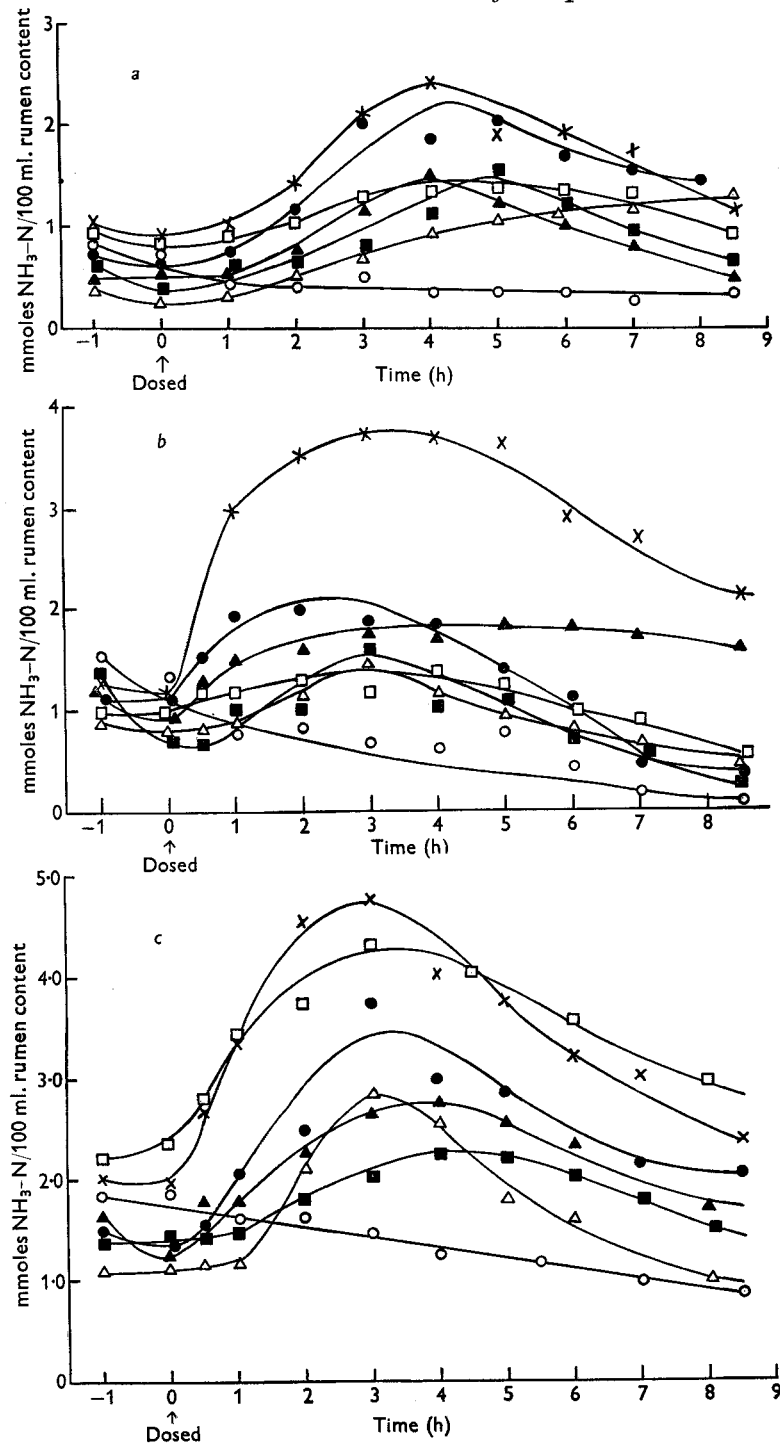 3
a
2
1
0
mmoles NH₃–N/100 ml. rumen content
–1 0 1 2 3 4 5 6 7 8 9
↑
Dosed
Time (h)
4
b
3
2
1
0
mmoles NH₃–N/100 ml. rumen content
–1 0 1 2 3 4 5 6 7 8
↑
Dosed
Time (h)
5·0
c
4·0
3·0
2·0
1·0
0
mmoles NH₃–N/100 ml. rumen content
–1 0 1 2 3 4 5 6 7 8 9
↑
Dosed
Time (h)